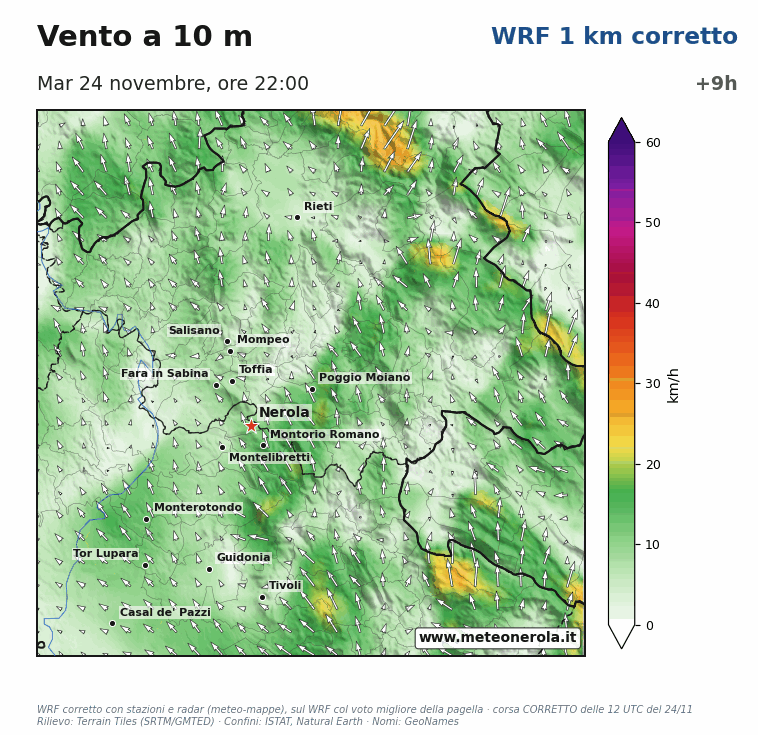 Vento a 10 m
WRF 1 km corretto
Mar 24 novembre, ore 22:00
+9h
Rieti
Salisano
Mompeo
Fara in Sabina
Toffia
Poggio Moiano
Nerola
Montorio Romano
Montelibretti
Monterotondo
Tor Lupara
Guidonia
Tivoli
Casal de' Pazzi
www.meteonerola.it
60
50
40
30
20
10
0
km/h
WRF corretto con stazioni e radar (meteo-mappe), sul WRF col voto migliore della pagella · corsa CORRETTO delle 12 UTC del 24/11
Rilievo: Terrain Tiles (SRTM/GMTED) · Confini: ISTAT, Natural Earth · Nomi: GeoNames